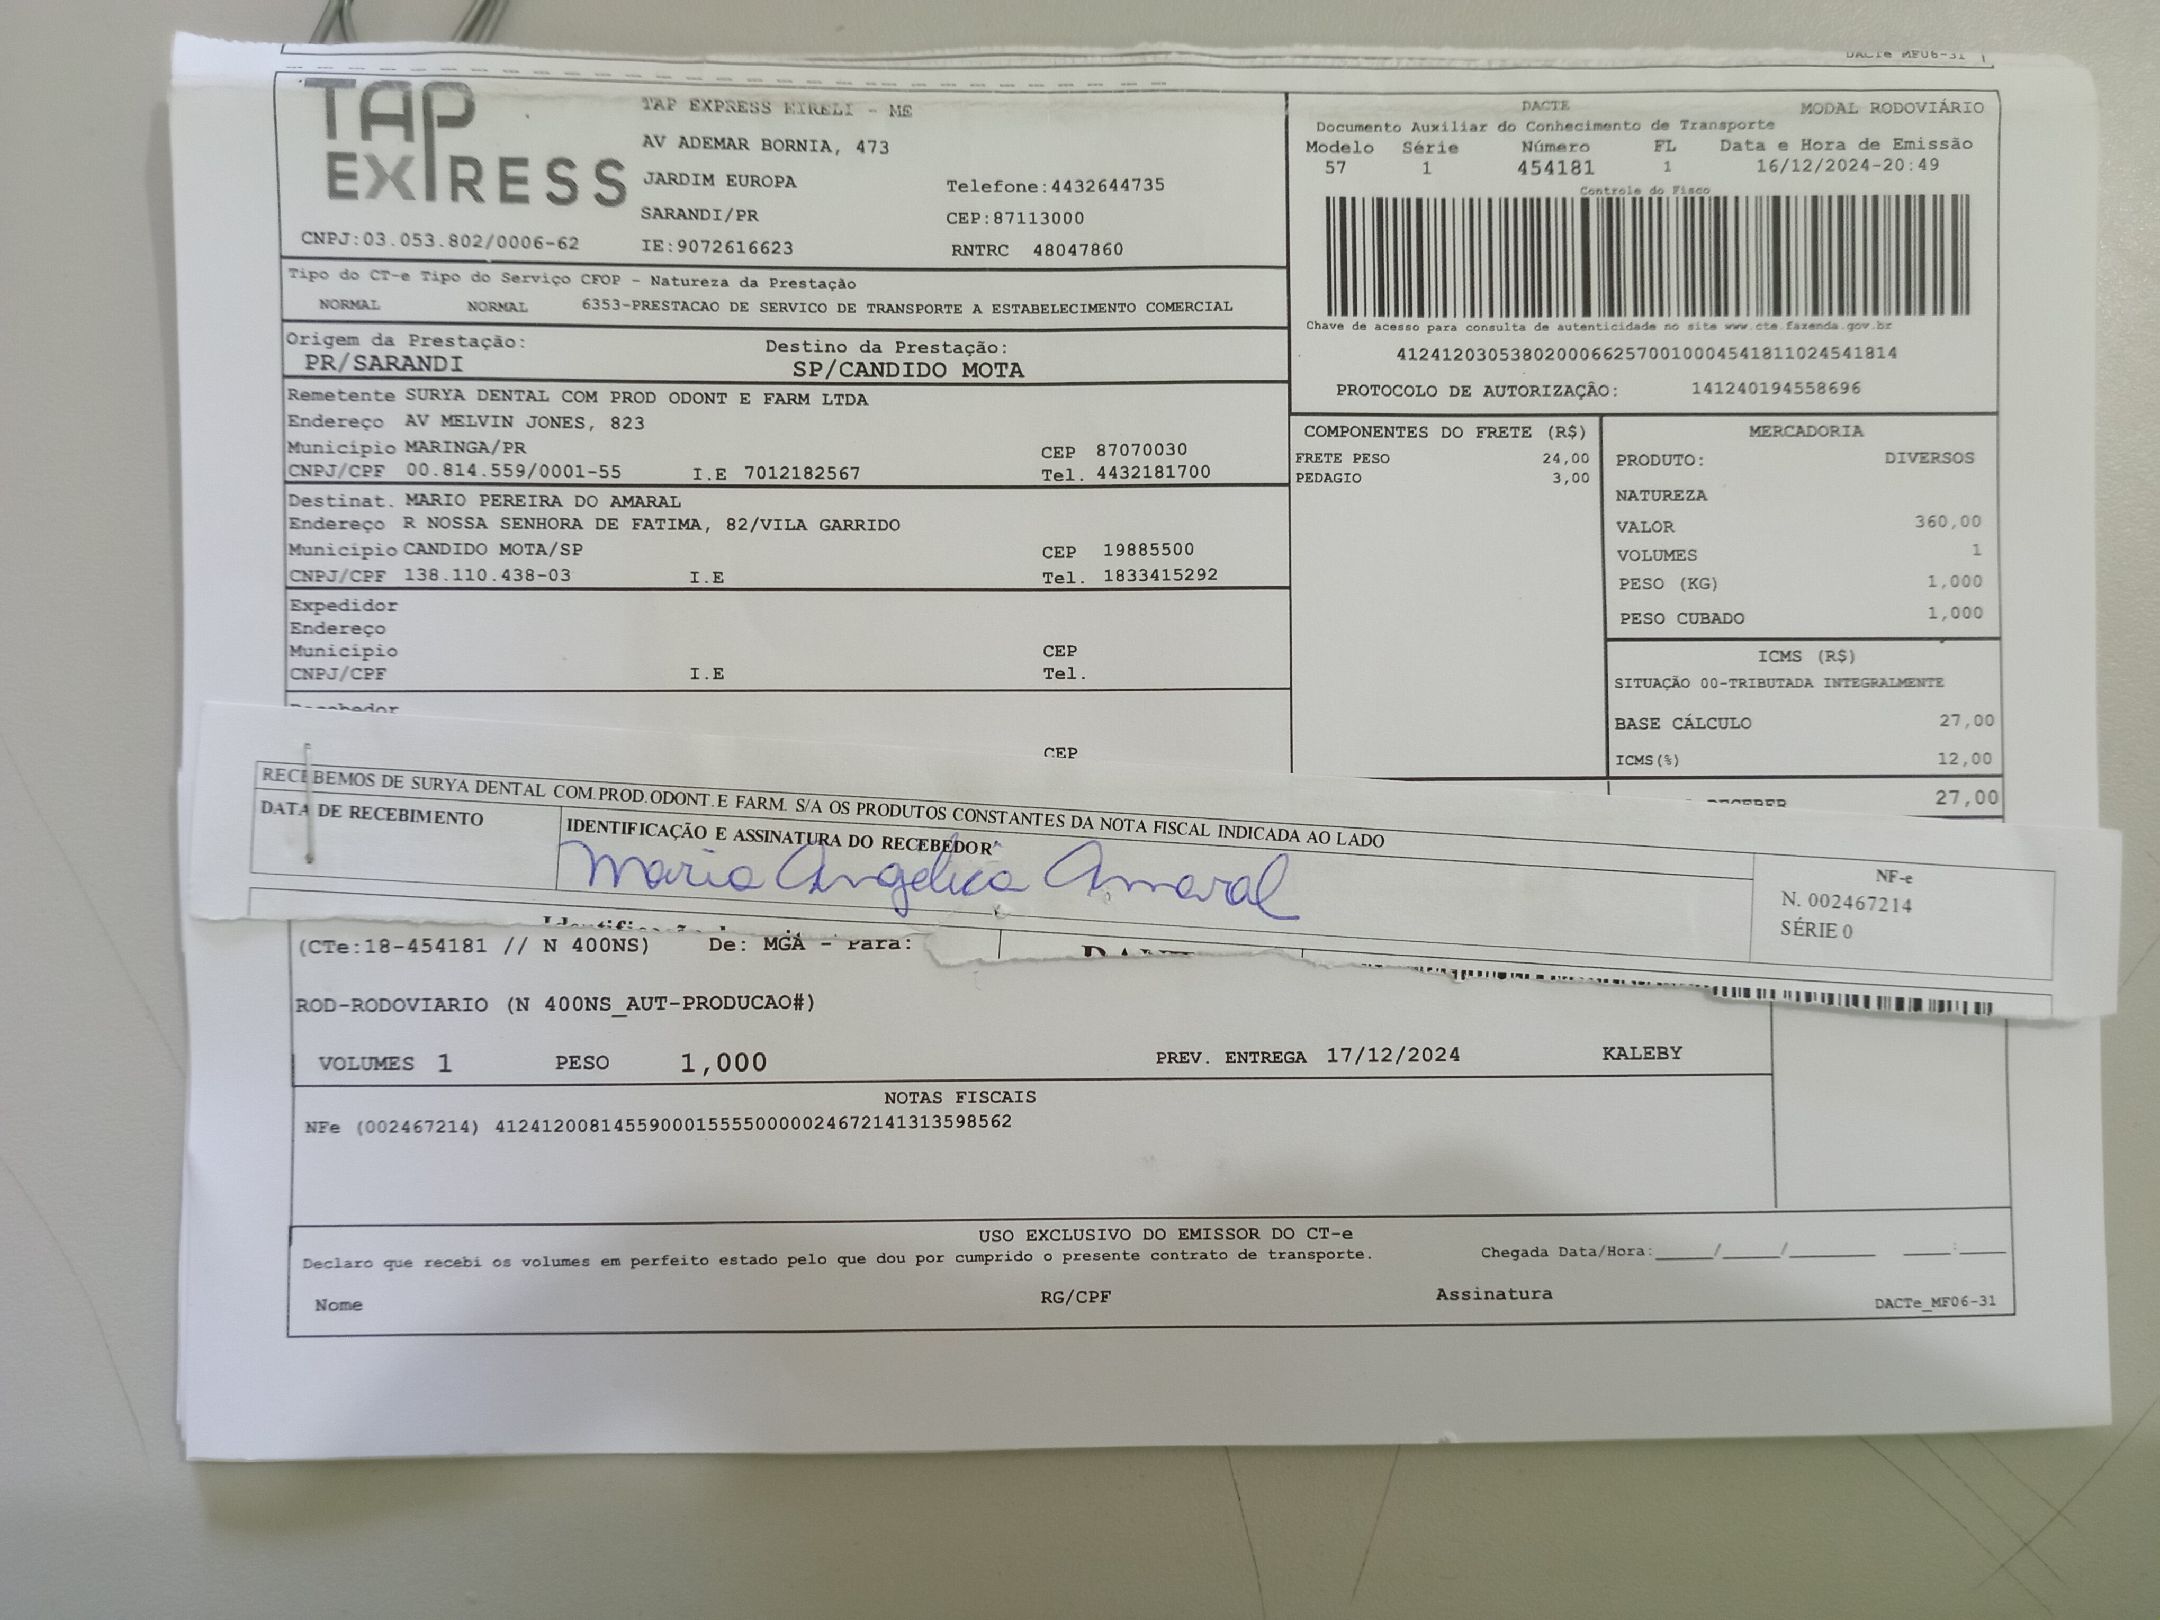 DACTe MF06-31
TAP EXPRESS
TAP EXPRESS EIRELI - ME
AV ADEMAR BORNIA, 473
JARDIM EUROPA Telefone:4432644735
SARANDI/PR CEP:87113000
CNPJ:03.053.802/0006-62 IE:9072616623 RNTRC 48047860
DACTE MODAL RODOVIÁRIO
Documento Auxiliar do Conhecimento de Transporte
Modelo Série Número FL Data e Hora de Emissão
57 1 454181 1 16/12/2024-20:49
Controle do Fisco
Chave de acesso para consulta de autenticidade no site www.cte.fazenda.gov.br
41241203053802000662570010004541811024541814
PROTOCOLO DE AUTORIZAÇÃO: 141240194558696
Tipo do CT-e Tipo do Serviço CFOP - Natureza da Prestação
NORMAL NORMAL 6353-PRESTACAO DE SERVICO DE TRANSPORTE A ESTABELECIMENTO COMERCIAL
Origem da Prestação: Destino da Prestação:
PR/SARANDI SP/CANDIDO MOTA
Remetente SURYA DENTAL COM PROD ODONT E FARM LTDA
Endereço AV MELVIN JONES, 823
Município MARINGA/PR CEP 87070030
CNPJ/CPF 00.814.559/0001-55 I.E 7012182567 Tel. 4432181700
Destinat. MARIO PEREIRA DO AMARAL
Endereço R NOSSA SENHORA DE FATIMA, 82/VILA GARRIDO
Município CANDIDO MOTA/SP CEP 19885500
CNPJ/CPF 138.110.438-03 I.E Tel. 1833415292
Expedidor
Endereço
Município CEP
CNPJ/CPF I.E Tel.
CEP
COMPONENTES DO FRETE (R$)
FRETE PESO 24,00
PEDAGIO 3,00
MERCADORIA
PRODUTO: DIVERSOS
NATUREZA
VALOR 360,00
VOLUMES 1
PESO (KG) 1,000
PESO CUBADO 1,000
ICMS (R$)
SITUAÇÃO 00-TRIBUTADA INTEGRALMENTE
BASE CÁLCULO 27,00
ICMS(%) 12,00
RECEBER 27,00
RECEBEMOS DE SURYA DENTAL COM.PROD.ODONT.E FARM. S/A OS PRODUTOS CONSTANTES DA NOTA FISCAL INDICADA AO LADO
DATA DE RECEBIMENTO IDENTIFICAÇÃO E ASSINATURA DO RECEBEDOR
Maria Angelica Amaral
NF-e
N. 002467214
SÉRIE 0
(CTe:18-454181 // N 400NS) De: MGA - Para:
ROD-RODOVIARIO (N 400NS_AUT-PRODUCAO#)
VOLUMES 1 PESO 1,000 PREV. ENTREGA 17/12/2024 KALEBY
NOTAS FISCAIS
NFe (002467214) 41241200814559000155550000024672141313598562
USO EXCLUSIVO DO EMISSOR DO CT-e
Declaro que recebi os volumes em perfeito estado pelo que dou por cumprido o presente contrato de transporte. Chegada Data/Hora:____/____/______ ___:___
Nome RG/CPF Assinatura DACTe_MF06-31